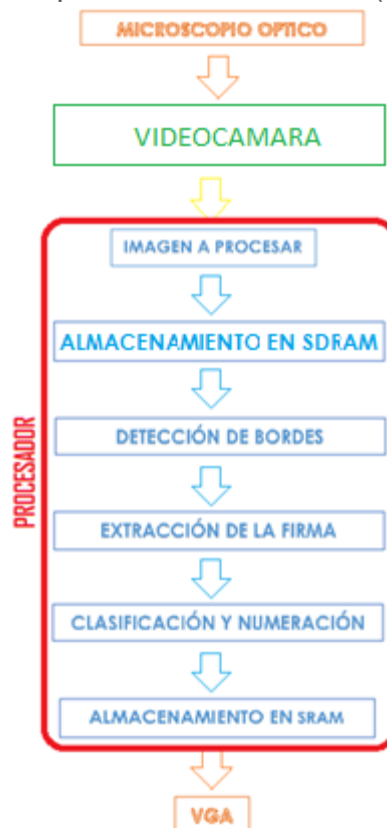 MICROSCOPIO OPTICO
VIDEOCAMARA
IMAGEN A PROCESAR
ALMACENAMIENTO EN SDRAM
DETECCIÓN DE BORDES
EXTRACCIÓN DE LA FIRMA
CLASIFICACIÓN Y NUMERACIÓN
ALMACENAMIENTO EN SRAM
PROCESADOR
VGA